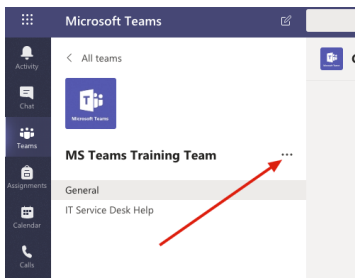 Microsoft Teams
Activity
< All teams
Chat
Microsoft Teams
Teams
MS Teams Training Team
...
Assignments
General
IT Service Desk Help
Calendar
Calls